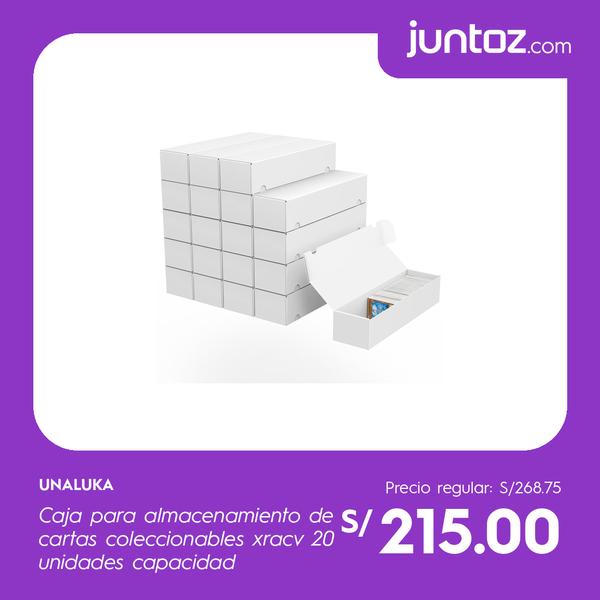 juntoz.com
UNALUKA
Precio regular: S/268.75
Caja para almacenamiento de
cartas coleccionables xracv 20
unidades capacidad
S/ 215.00